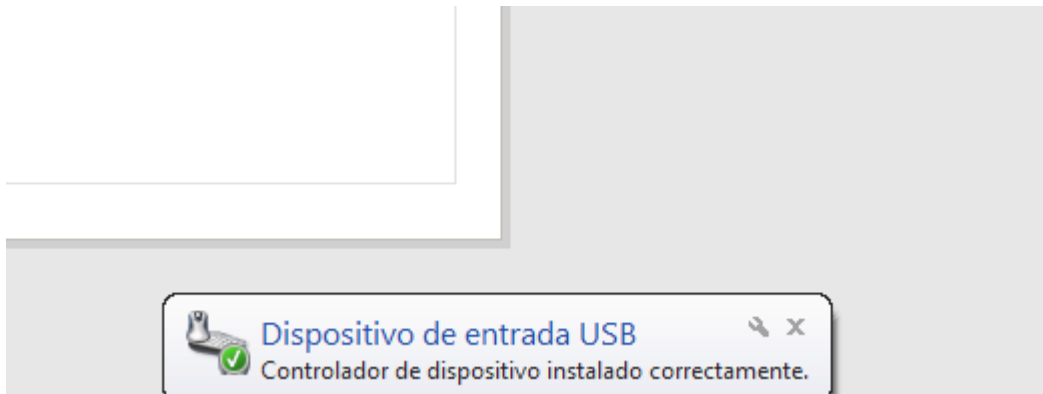 Dispositivo de entrada USB
Controlador de dispositivo instalado correctamente.